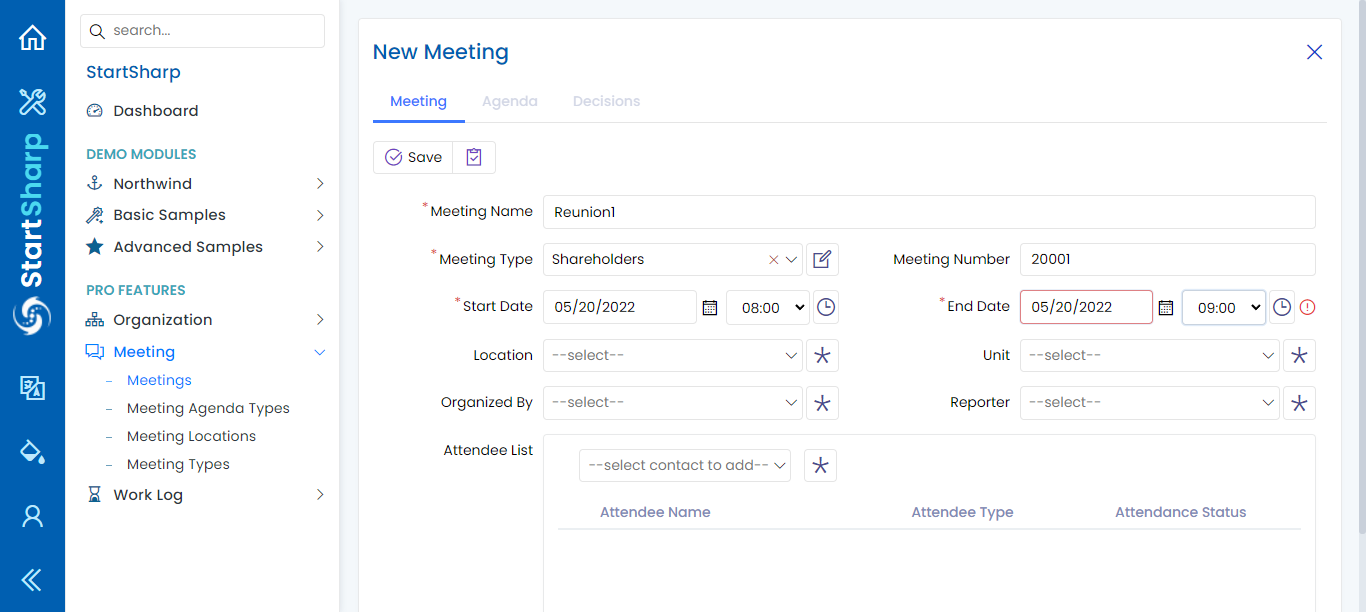 search...
StartSharp
StartSharp
Dashboard
DEMO MODULES
Northwind
Basic Samples
Advanced Samples
PRO FEATURES
Organization
Meeting
– Meetings
– Meeting Agenda Types
– Meeting Locations
– Meeting Types
Work Log
New Meeting
Meeting Agenda Decisions
Save
*Meeting Name Reunion1
*Meeting Type Shareholders Meeting Number 20001
*Start Date 05/20/2022 08:00 *End Date 05/20/2022 09:00
Location --select-- Unit --select--
Organized By --select-- Reporter --select--
Attendee List --select contact to add--
Attendee Name Attendee Type Attendance Status